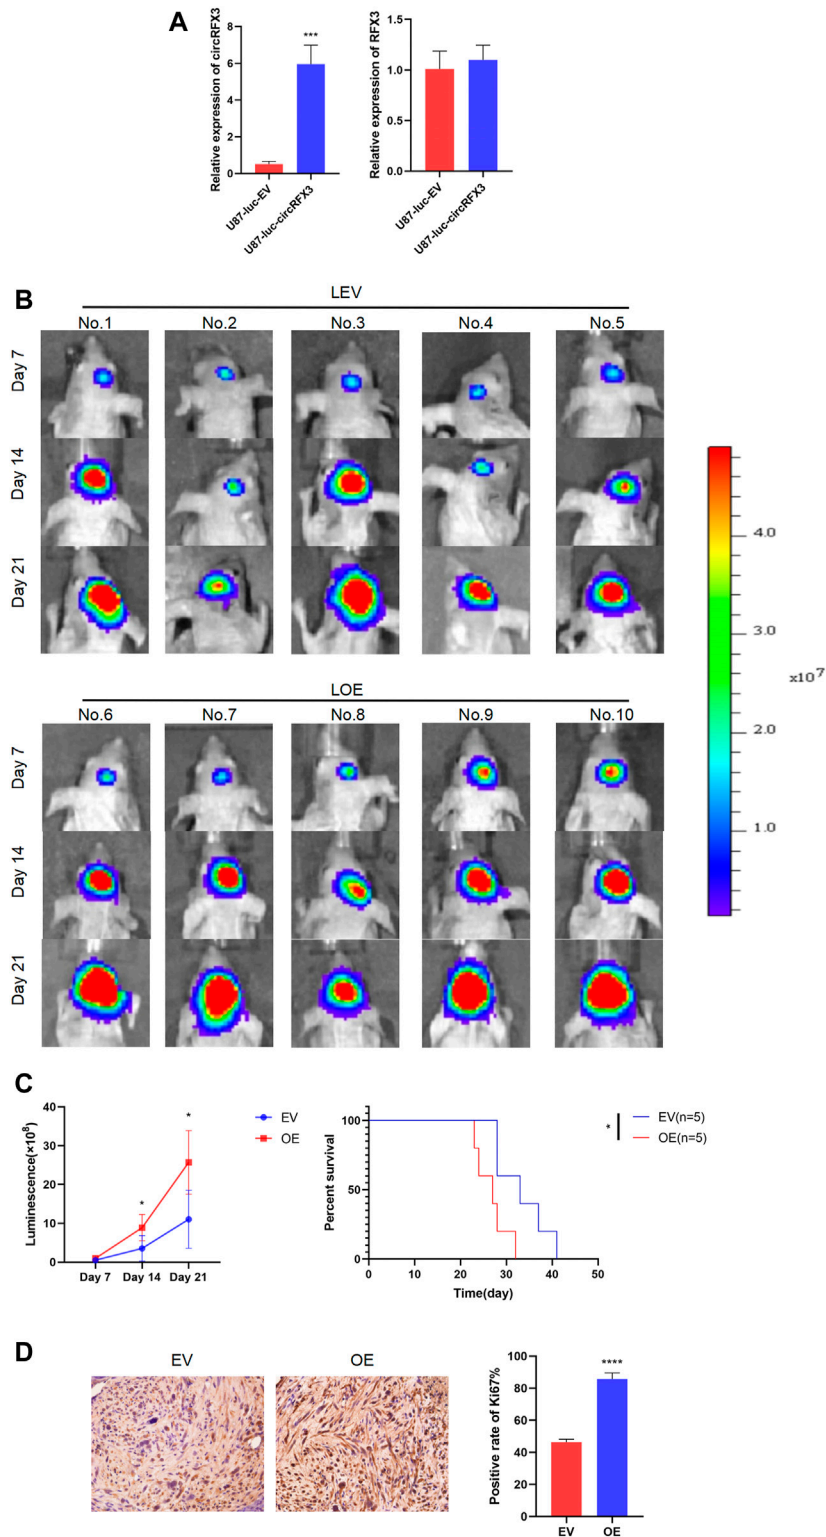 A
Relative expression of circRFX3
8
6
4
2
0
***
U87-luc-EV
U87-luc-circRFX3
Relative expression of RFX3
1.5
1.0
0.5
0.0
U87-luc-EV
U87-luc-circRFX3
B
LEV
No.1 No.2 No.3 No.4 No.5
Day 7
Day 14
Day 21
LOE
No.6 No.7 No.8 No.9 No.10
Day 7
Day 14
Day 21
4.0
3.0
2.0
1.0
x10⁷
C
Luminescence(×10⁸)
40
30
20
10
0
*
*
Day 7 Day 14 Day 21
EV
OE
Percent survival
100
50
0
0 10 20 30 40 50
Time(day)
*
EV(n=5)
OE(n=5)
D
EV OE
Positive rate of Ki67%
100
80
60
40
20
0
****
EV OE